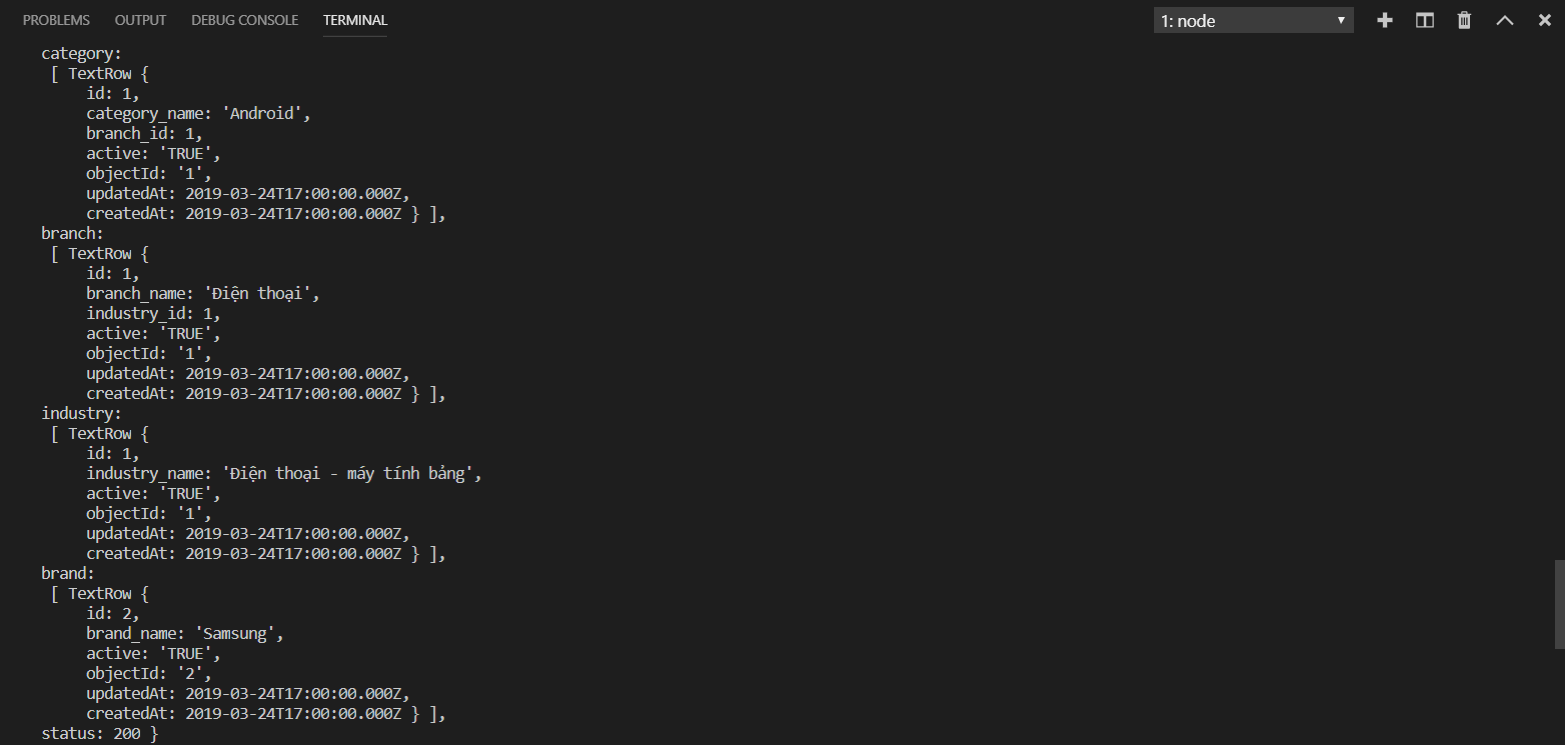 PROBLEMS OUTPUT DEBUG CONSOLE TERMINAL 1: node
category:
[ TextRow {
id: 1,
category_name: 'Android',
branch_id: 1,
active: 'TRUE',
objectId: '1',
updatedAt: 2019-03-24T17:00:00.000Z,
createdAt: 2019-03-24T17:00:00.000Z } ],
branch:
[ TextRow {
id: 1,
branch_name: 'Điện thoại',
industry_id: 1,
active: 'TRUE',
objectId: '1',
updatedAt: 2019-03-24T17:00:00.000Z,
createdAt: 2019-03-24T17:00:00.000Z } ],
industry:
[ TextRow {
id: 1,
industry_name: 'Điện thoại - máy tính bảng',
active: 'TRUE',
objectId: '1',
updatedAt: 2019-03-24T17:00:00.000Z,
createdAt: 2019-03-24T17:00:00.000Z } ],
brand:
[ TextRow {
id: 2,
brand_name: 'Samsung',
active: 'TRUE',
objectId: '2',
updatedAt: 2019-03-24T17:00:00.000Z,
createdAt: 2019-03-24T17:00:00.000Z } ],
status: 200 }